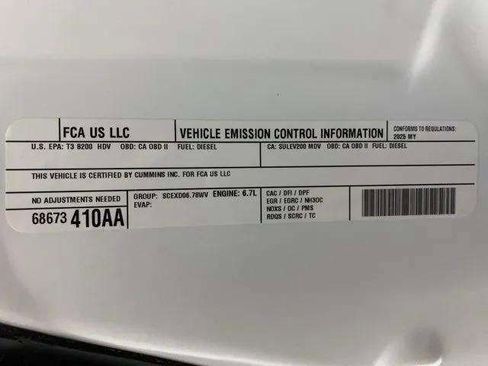 FCA US LLC
VEHICLE EMISSION CONTROL INFORMATION
CONFORMS TO REGULATIONS:
2025 MY
U.S. EPA: T3 B200 HDV OBD: CA OBD II FUEL: DIESEL
CA: SULEV200 MDV OBD: CA OBD II FUEL: DIESEL
THIS VEHICLE IS CERTIFIED BY CUMMINS INC. FOR FCA US LLC
NO ADJUSTMENTS NEEDED
68673 410AA
GROUP: SCEXD06.78WV ENGINE: 6.7L
EVAP:
CAC / DFI / DPF
EGR / EGRC / NH3OC
NOXS / OC / PMS
RDQS / SCRC / TC